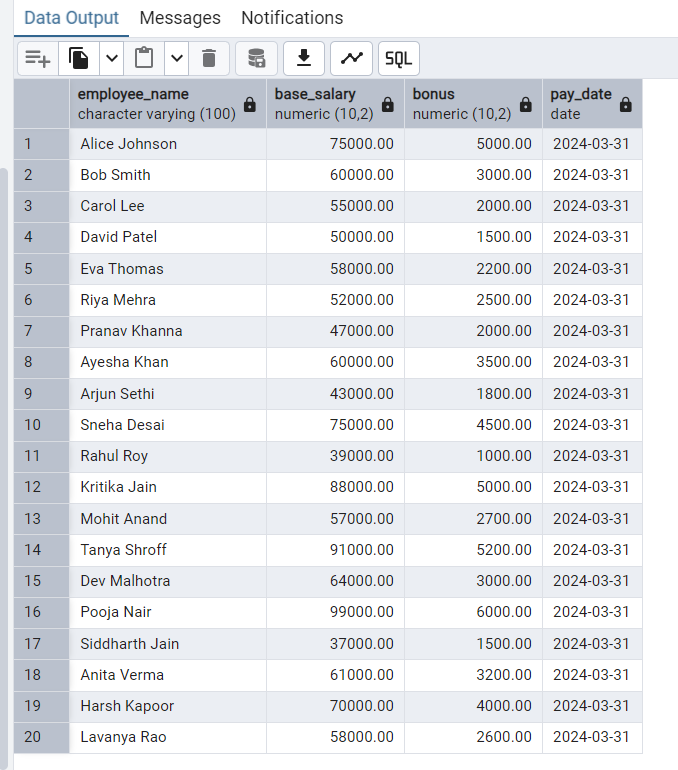 Data Output Messages Notifications
SQL
employee_name base_salary bonus pay_date
character varying (100) numeric (10,2) numeric (10,2) date
1 Alice Johnson 75000.00 5000.00 2024-03-31
2 Bob Smith 60000.00 3000.00 2024-03-31
3 Carol Lee 55000.00 2000.00 2024-03-31
4 David Patel 50000.00 1500.00 2024-03-31
5 Eva Thomas 58000.00 2200.00 2024-03-31
6 Riya Mehra 52000.00 2500.00 2024-03-31
7 Pranav Khanna 47000.00 2000.00 2024-03-31
8 Ayesha Khan 60000.00 3500.00 2024-03-31
9 Arjun Sethi 43000.00 1800.00 2024-03-31
10 Sneha Desai 75000.00 4500.00 2024-03-31
11 Rahul Roy 39000.00 1000.00 2024-03-31
12 Kritika Jain 88000.00 5000.00 2024-03-31
13 Mohit Anand 57000.00 2700.00 2024-03-31
14 Tanya Shroff 91000.00 5200.00 2024-03-31
15 Dev Malhotra 64000.00 3000.00 2024-03-31
16 Pooja Nair 99000.00 6000.00 2024-03-31
17 Siddharth Jain 37000.00 1500.00 2024-03-31
18 Anita Verma 61000.00 3200.00 2024-03-31
19 Harsh Kapoor 70000.00 4000.00 2024-03-31
20 Lavanya Rao 58000.00 2600.00 2024-03-31